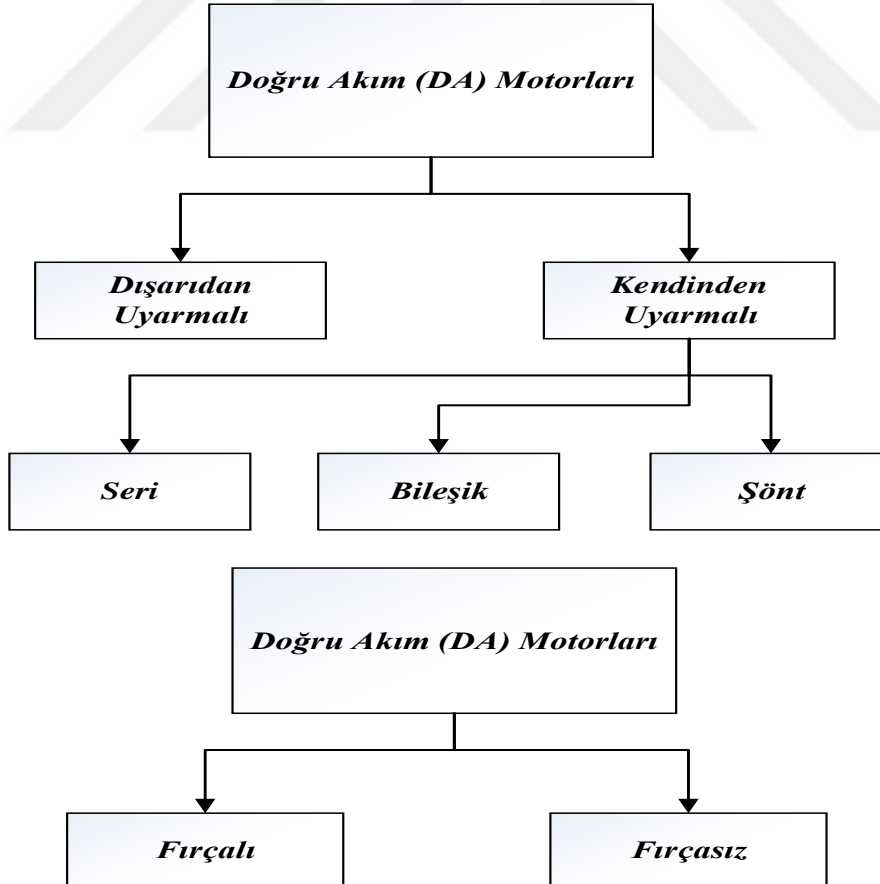 Doğru Akım (DA) Motorları
Dışarıdan
Uyarmalı
Kendinden
Uyarmalı
Seri
Bileşik
Şönt
Doğru Akım (DA) Motorları
Fırçalı
Fırçasız